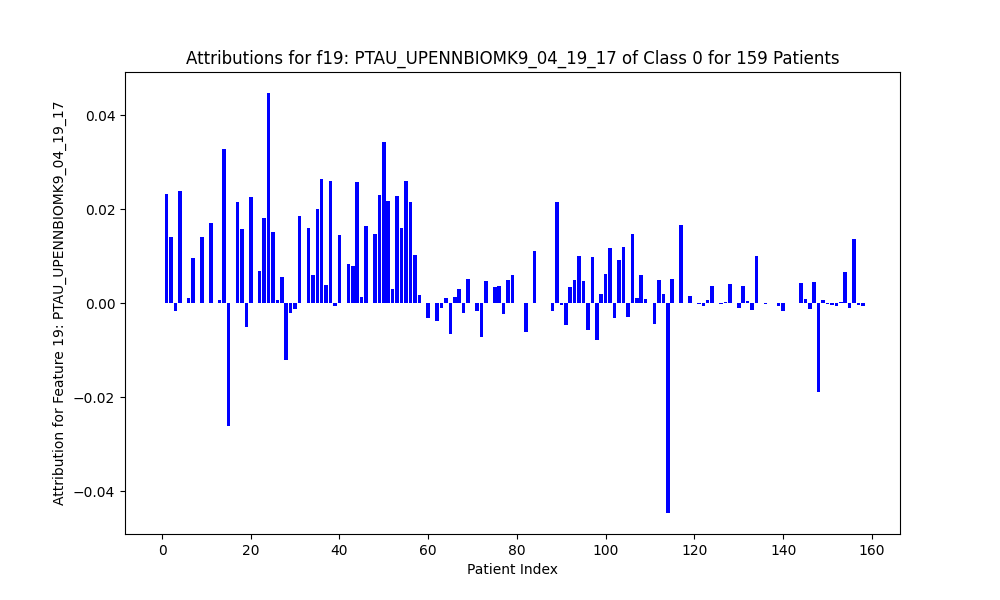 Attributions for f19: PTAU_UPENNBIOMK9_04_19_17 of Class 0 for 159 Patients
Attribution for Feature 19: PTAU_UPENNBIOMK9_04_19_17
0.04
0.02
0.00
−0.02
−0.04
0 20 40 60 80 100 120 140 160
Patient Index